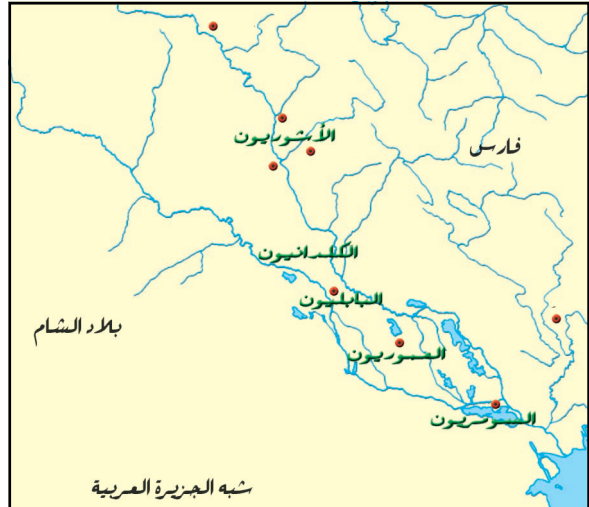 الأشوريون
فارس
الكلدانيون
البابليون
بلاد الشام
العموريون
السومريون
شبه الجزيرة العربية